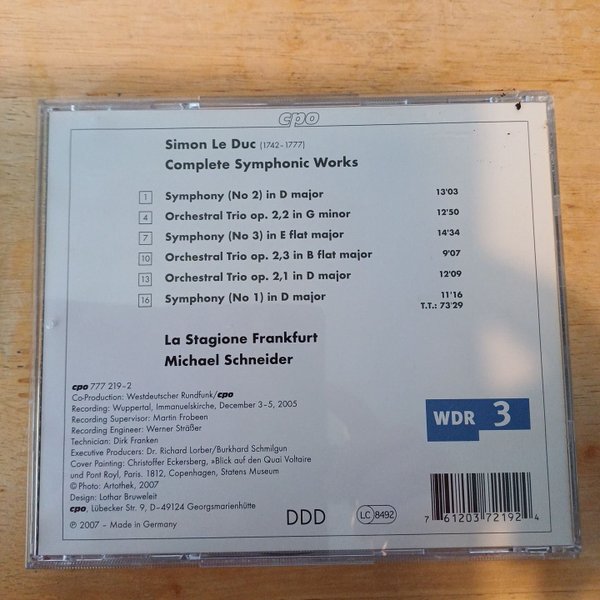 cpo
Simon Le Duc (1742–1777)
Complete Symphonic Works
1 Symphony (No 2) in D major 13'03
4 Orchestral Trio op. 2,2 in G minor 12'50
7 Symphony (No 3) in E flat major 14'34
10 Orchestral Trio op. 2,3 in B flat major 9'07
13 Orchestral Trio op. 2,1 in D major 12'09
16 Symphony (No 1) in D major 11'16
T.T.: 73'29
La Stagione Frankfurt
Michael Schneider
cpo 777 219–2
Co-Production: Westdeutscher Rundfunk/cpo
Recording: Wuppertal, Immanuelskirche, December 3–5, 2005
Recording Supervisor: Martin Frobeen
Recording Engineer: Werner Sträßer
Technician: Dirk Franken
Executive Producers: Dr. Richard Lorber/Burkhard Schmilgun
Cover Painting: Christoffer Eckersberg, »Blick auf den Quai Voltaire
und Pont Royl, Paris. 1812, Copenhagen, Statens Museum
© Photo: Artothek, 2007
Design: Lothar Bruweleit
cpo, Lübecker Str. 9, D–49124 Georgsmarienhütte
℗ 2007 – Made in Germany
WDR 3
DDD
LC 8492
7 61203 72192 4